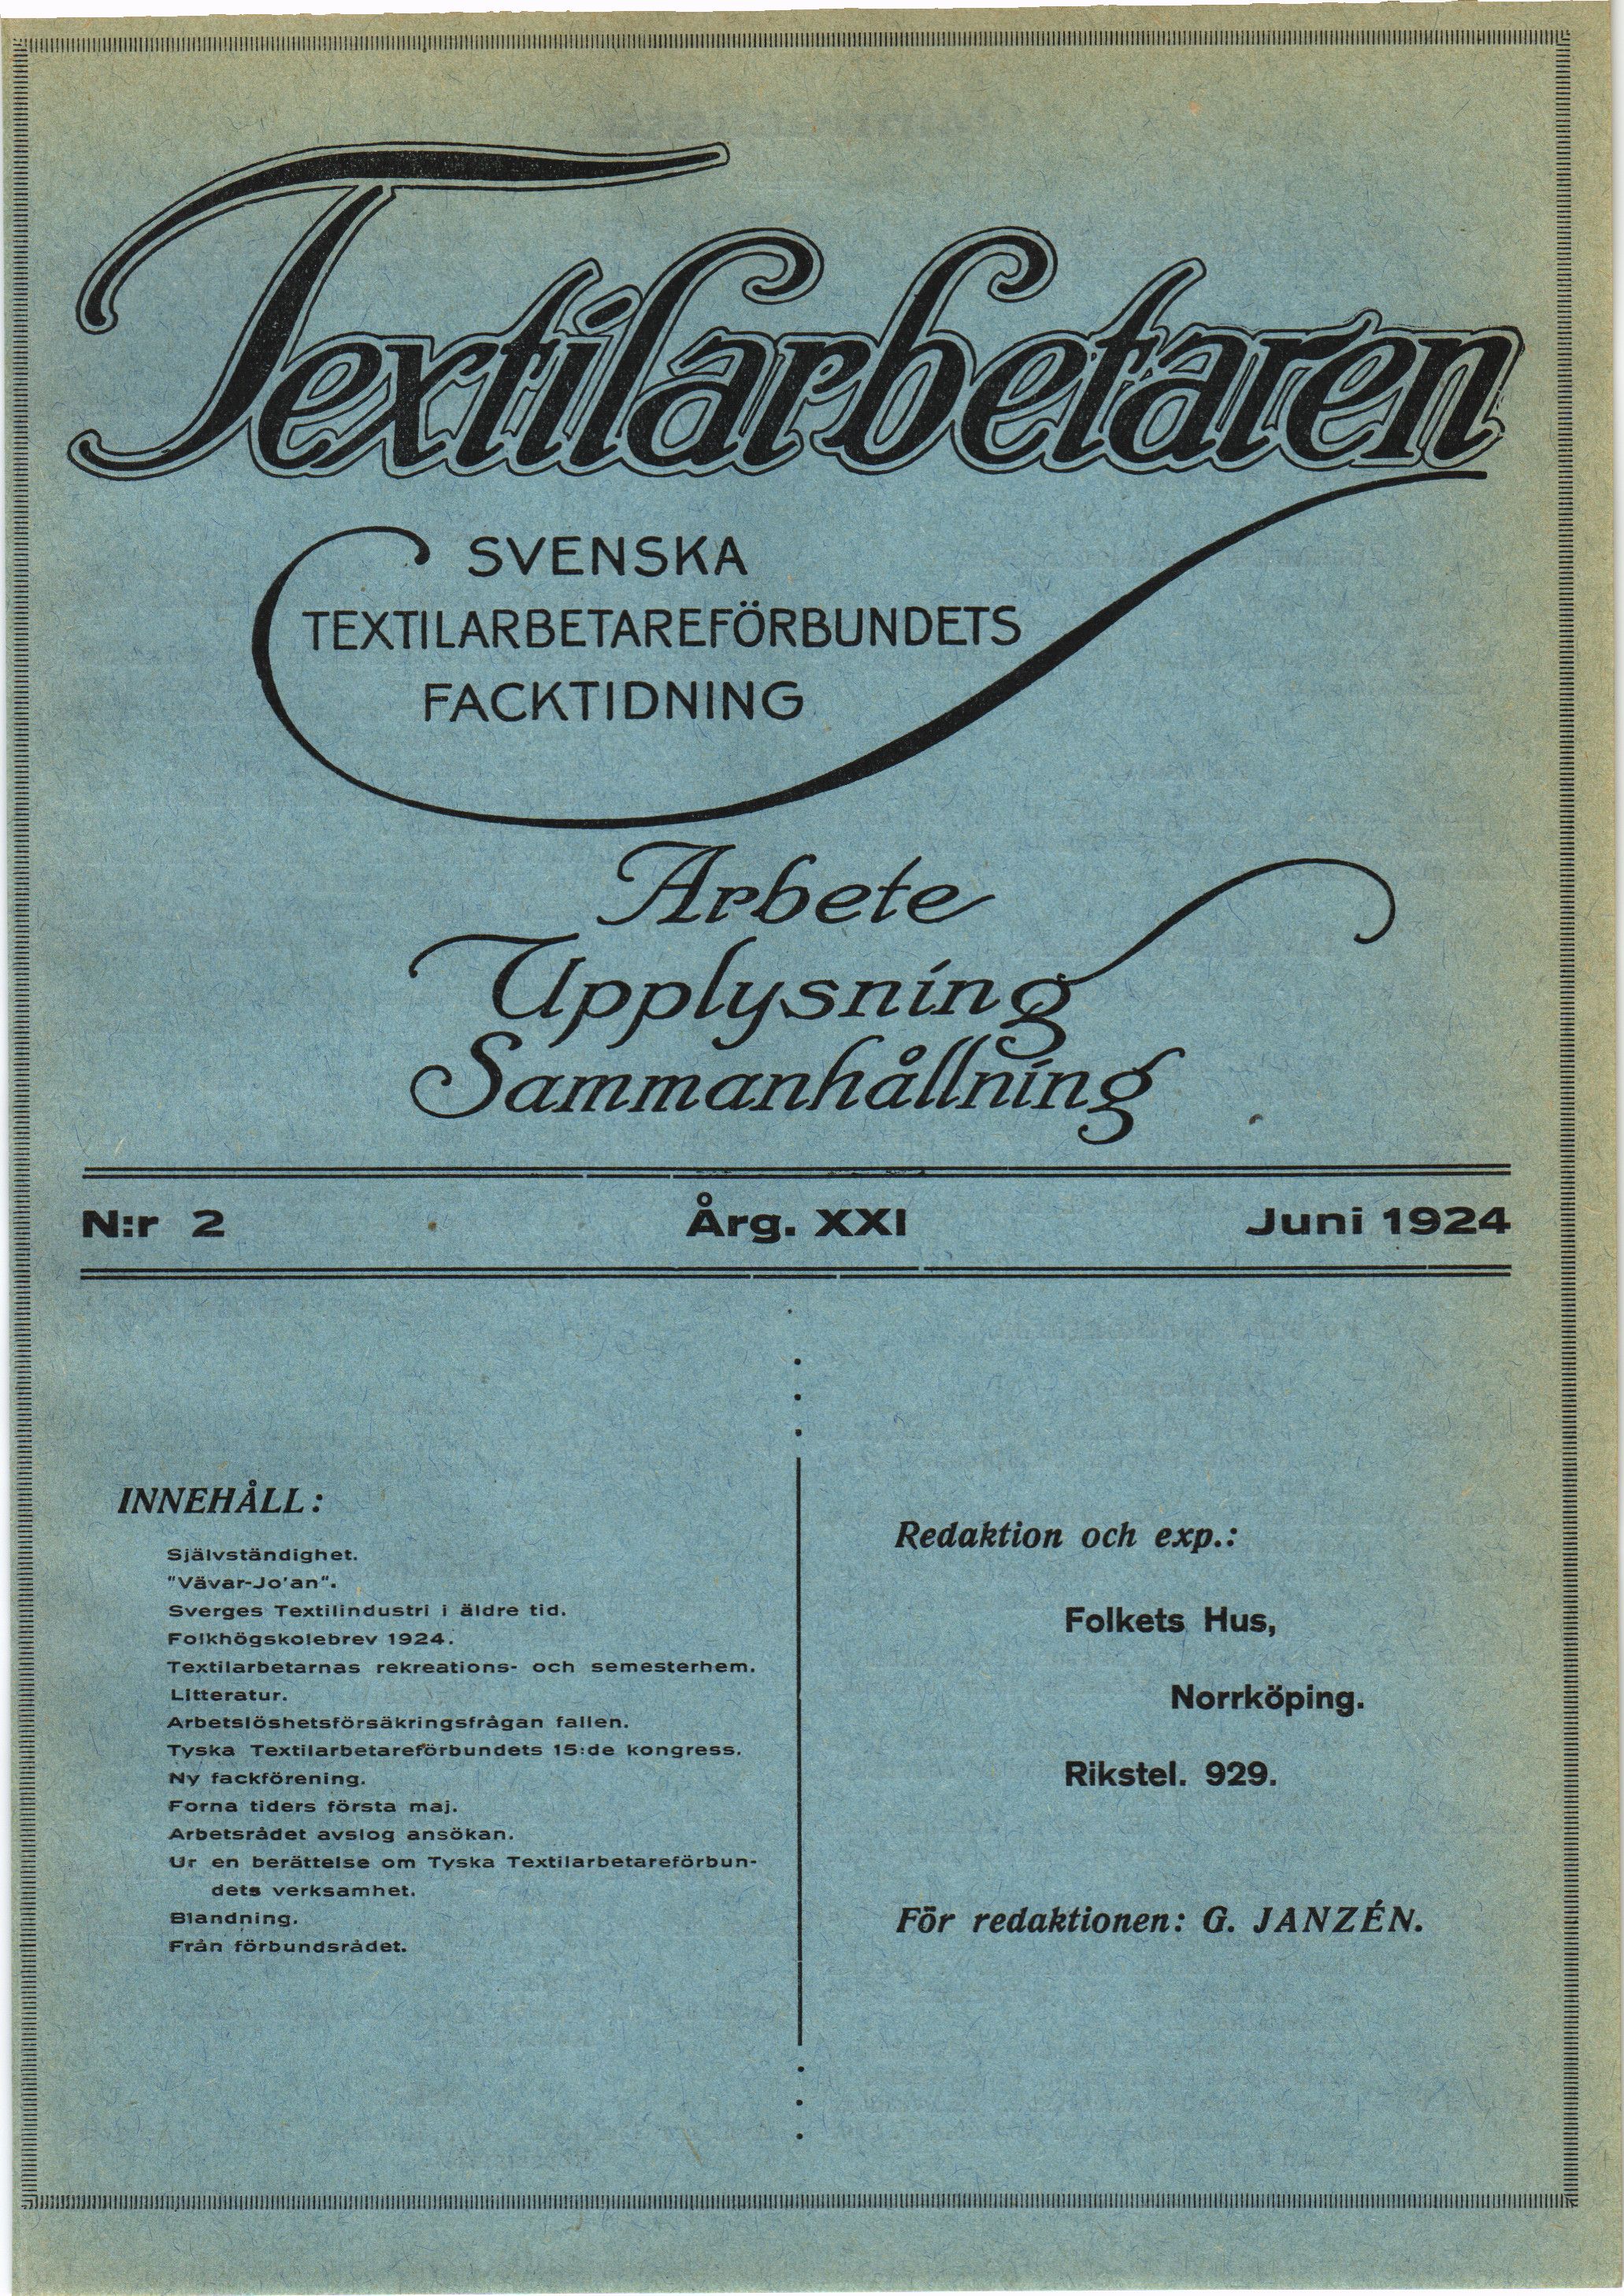 Textilarbetaren
SVENSKA
TEXTILARBETAREFÖRBUNDETS
FACKTIDNING
Arbete
Upplysning
Sammanhållning
N:r 2 Årg. XXI Juni 1924
INNEHÅLL:
Självständighet.
"Vävar-Jo'an".
Sverges Textilindustri i äldre tid.
Folkhögskolebrev 1924.
Textilarbetarnas rekreations- och semesterhem.
Litteratur.
Arbetslöshetsförsäkringsfrågan fallen.
Tyska Textilarbetareförbundets 15:de kongress.
Ny fackförening.
Forna tiders första maj.
Arbetsrådet avslog ansökan.
Ur en berättelse om Tyska Textilarbetareförbun-
dets verksamhet.
Blandning.
Från förbundsrådet.
Redaktion och exp.:
Folkets Hus,
Norrköping.
Rikstel. 929.
För redaktionen: G. JANZÉN.